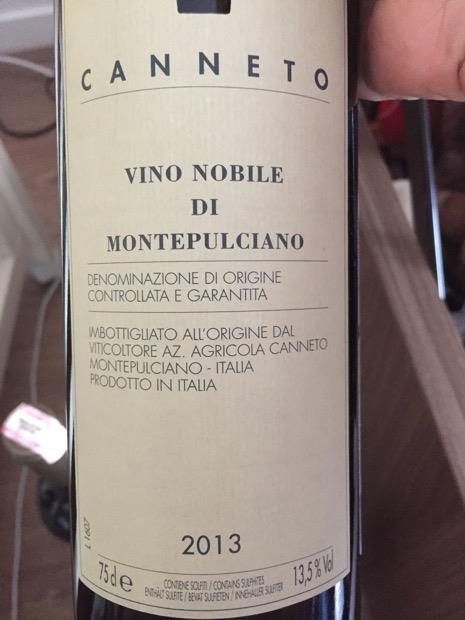 CANNETO
VINO NOBILE
DI
MONTEPULCIANO
DENOMINAZIONE DI ORIGINE
CONTROLLATA E GARANTITA
IMBOTTIGLIATO ALL'ORIGINE DAL
VITICOLTORE AZ. AGRICOLA CANNETO
MONTEPULCIANO - ITALIA
PRODOTTO IN ITALIA
L 1607
2013
75cl e
CONTIENE SOLFITI / CONTAINS SULPHITES
ENTHÄLT SULFITE / BEVAT SULFIETEN / INNEHÅLLER SULFITER
13,5% Vol